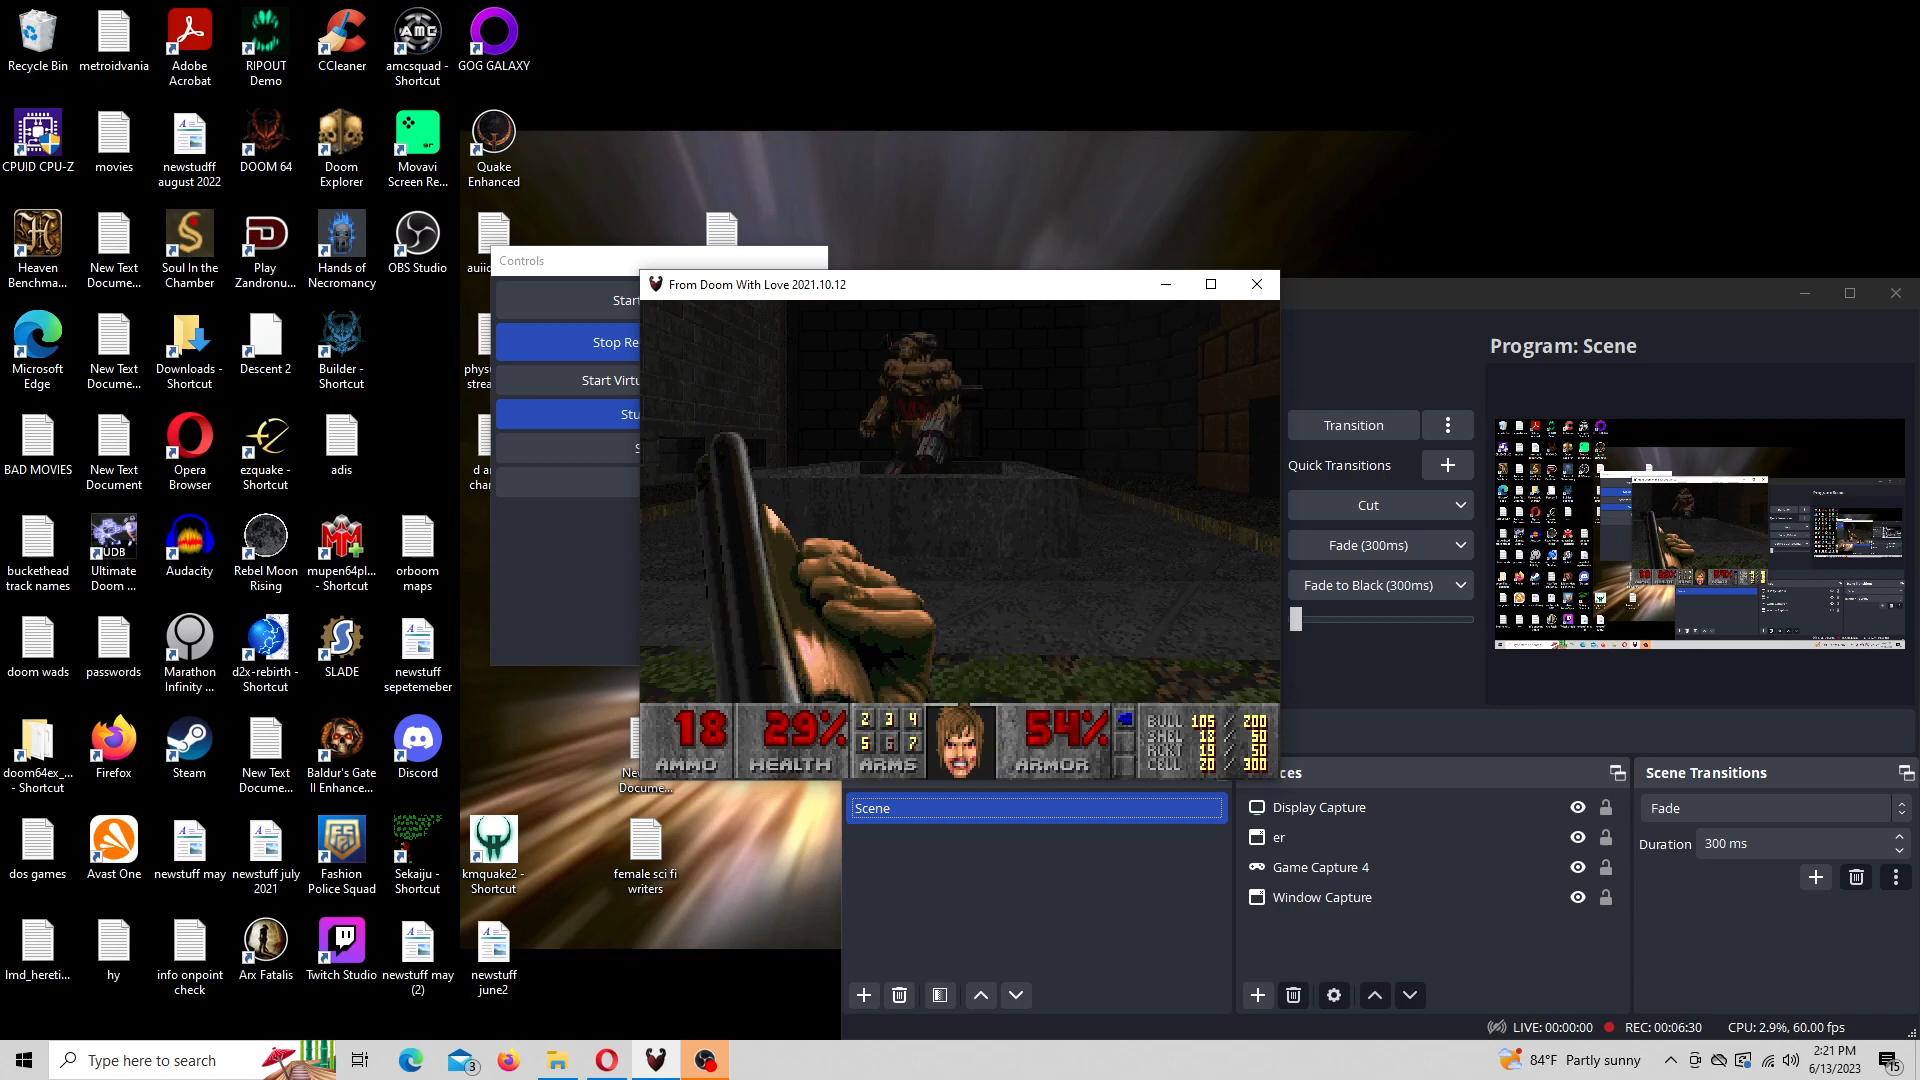 Recycle Bin
metroidvania
Adobe
Acrobat
RIPOUT
Demo
CCleaner
amcsquad -
Shortcut
GOG GALAXY
CPUID CPU-Z
movies
newstudff
august 2022
DOOM 64
Doom
Explorer
Movavi
Screen Re...
Quake
Enhanced
Heaven
Benchma...
New Text
Docume...
Soul In the
Chamber
Play
Zandronu...
Hands of
Necromancy
OBS Studio
Microsoft
Edge
New Text
Docume...
Downloads -
Shortcut
Descent 2
Builder -
Shortcut
BAD MOVIES
New Text
Document
Opera
Browser
ezquake -
Shortcut
adis
buckethead
track names
Ultimate
Doom ...
UDB
Audacity
Rebel Moon
Rising
mupen64pl...
- Shortcut
orboom
maps
doom wads
passwords
Marathon
Infinity ...
d2x-rebirth -
Shortcut
SLADE
newstuff
sepetemeber
doom64ex_...
- Shortcut
Firefox
Steam
New Text
Docume...
Baldur's Gate
II Enhance...
Discord
dos games
Avast One
newstuff may
newstuff july
2021
Fashion
Police Squad
Sekaiju -
Shortcut
kmquake2 -
Shortcut
female sci fi
writers
lmd_hereti...
hy
info onpoint
check
Arx Fatalis
Twitch Studio
newstuff may
(2)
newstuff
june2
Controls
Stop Re
Start Virtu
From Doom With Love 2021.10.12
18 29% 2 3 4 5 6 7 54%
AMMO HEALTH ARMS ARMOR
BULL 105 / 200
SHEL 18 / 50
RCKT 19 / 50
CELL 20 / 300
Program: Scene
Transition
Quick Transitions
Cut
Fade (300ms)
Fade to Black (300ms)
Scene
Display Capture
er
Game Capture 4
Window Capture
Scene Transitions
Fade
Duration 300 ms
LIVE: 00:00:00 REC: 00:06:30 CPU: 2.9%, 60.00 fps
Type here to search
3
84°F Partly sunny
2:21 PM
6/13/2023
15